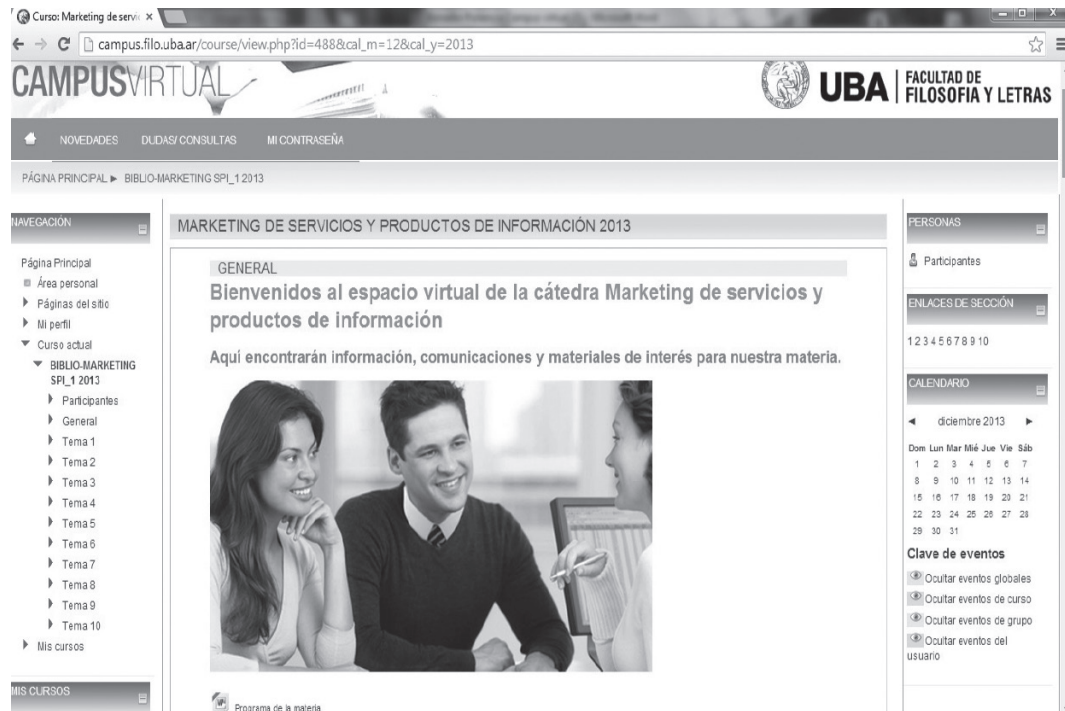 Curso: Marketing de servi
campus.filo.uba.ar/course/view.php?id=488&cal_m=12&cal_y=2013
CAMPUSVIRTUAL
UBA FACULTAD DE
FILOSOFIA Y LETRAS
NOVEDADES DUDAS/ CONSULTAS MI CONTRASEÑA
PÁGINA PRINCIPAL ► BIBLIO-MARKETING SPI_1 2013
NAVEGACIÓN
Página Principal
Área personal
Páginas del sitio
Mi perfil
Curso actual
BIBLIO-MARKETING
SPI_1 2013
Participantes
General
Tema 1
Tema 2
Tema 3
Tema 4
Tema 5
Tema 6
Tema 7
Tema 8
Tema 9
Tema 10
Mis cursos
MIS CURSOS
MARKETING DE SERVICIOS Y PRODUCTOS DE INFORMACIÓN 2013
GENERAL
Bienvenidos al espacio virtual de la cátedra Marketing de servicios y
productos de información
Aqui encontrarán información, comunicaciones y materiales de interés para nuestra materia.
Programa de la materia
PERSONAS
Participantes
ENLACES DE SECCIÓN
1 2 3 4 5 6 7 8 9 10
CALENDARIO
◄ diciembre 2013 ►
Dom Lun Mar Mié Jue Vie Sáb
1 2 3 4 5 6 7
8 9 10 11 12 13 14
15 16 17 18 19 20 21
22 23 24 25 26 27 28
29 30 31
Clave de eventos
Ocultar eventos globales
Ocultar eventos de curso
Ocultar eventos de grupo
Ocultar eventos del
usuario